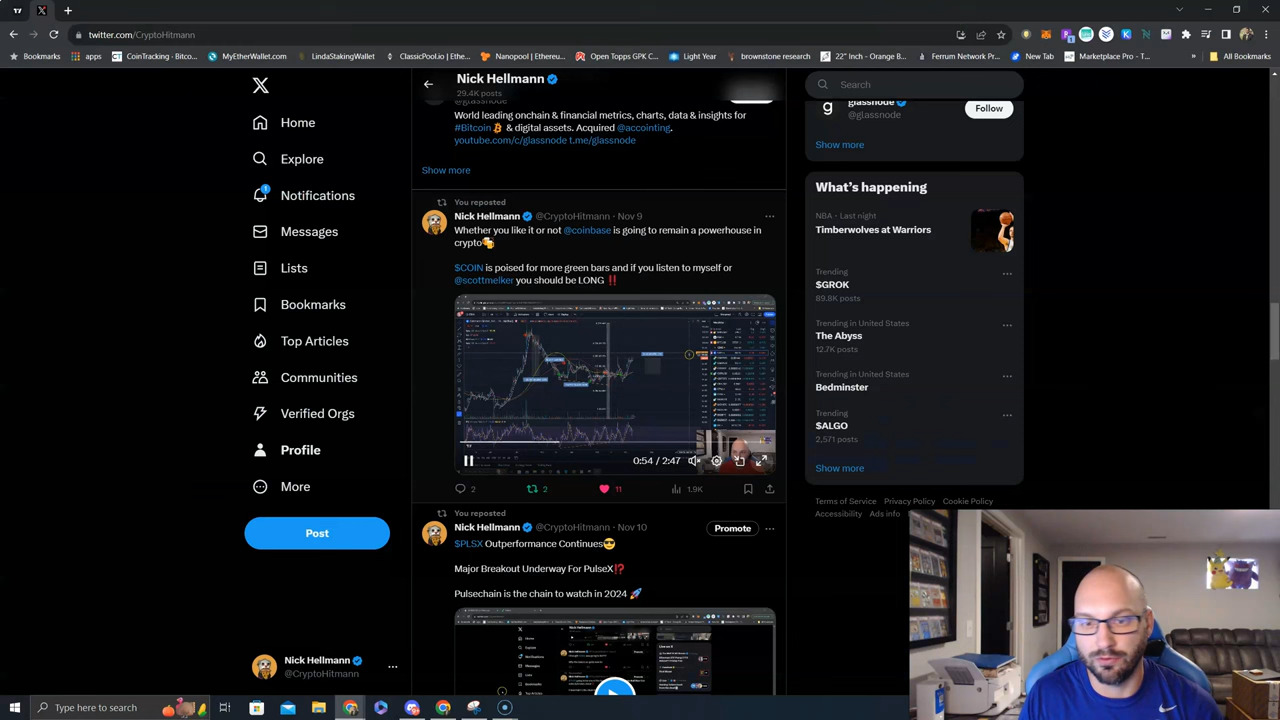 twitter.com/CryptoHitmann
Bookmarks
apps
CoinTracking - Bitco...
MyEtherWallet.com
LindaStakingWallet
ClassicPool.io | Ethe...
Nanopool | Ethereu...
Open Topps GPK C...
Light Year
brownstone research
22" Inch - Orange B...
Ferrum Network Pr...
New Tab
Marketplace - Pro T...
All Bookmarks
Home
Explore
Notifications
1
Messages
Lists
Bookmarks
Top Articles
Communities
Verified Orgs
Profile
More
Post
Nick Hellmann
@CryptoHitmann
Nick Hellmann
29.4K posts
@glassnode
World leading onchain & financial metrics, charts, data & insights for
#Bitcoin & digital assets. Acquired @accointing.
youtube.com/c/glassnode t.me/glassnode
Show more
You reposted
Nick Hellmann @CryptoHitmann · Nov 9
Whether you like it or not @coinbase is going to remain a powerhouse in
crypto
$COIN is poised for more green bars and if you listen to myself or
@scottmelker you should be LONG ‼️
0:54 / 2:47
2 2 11 1.9K
You reposted
Nick Hellmann @CryptoHitmann · Nov 10
Promote
$PLSX Outperformance Continues😎
Major Breakout Underway For PulseX⁉️
Pulsechain is the chain to watch in 2024 🚀
Search
glassnode
@glassnode
Follow
Show more
What's happening
NBA · Last night
Timberwolves at Warriors
Trending
$GROK
89.8K posts
Trending in United States
The Abyss
12.7K posts
Trending in United States
Bedminster
Trending
$ALGO
2,571 posts
Show more
Terms of Service Privacy Policy Cookie Policy
Accessibility Ads info
Type here to search